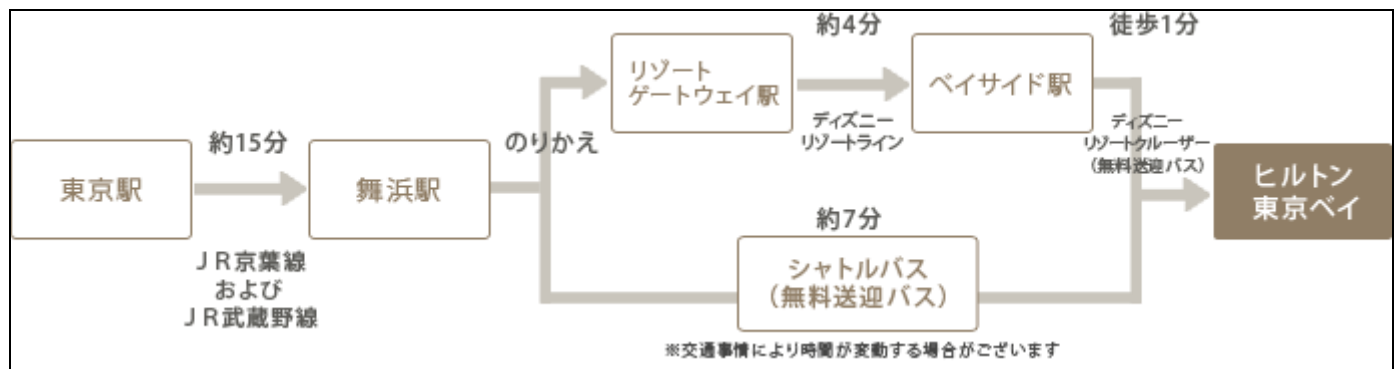 約4分
徒歩1分
リゾート
ゲートウェイ駅
ベイサイド駅
約15分
のりかえ
ディズニー
リゾートライン
ディズニー
リゾートクルーザー
(無料送迎バス)
東京駅
舞浜駅
ヒルトン
東京ベイ
約7分
JR京葉線
および
JR武蔵野線
シャトルバス
(無料送迎バス)
※交通事情により時間が変動する場合がございます